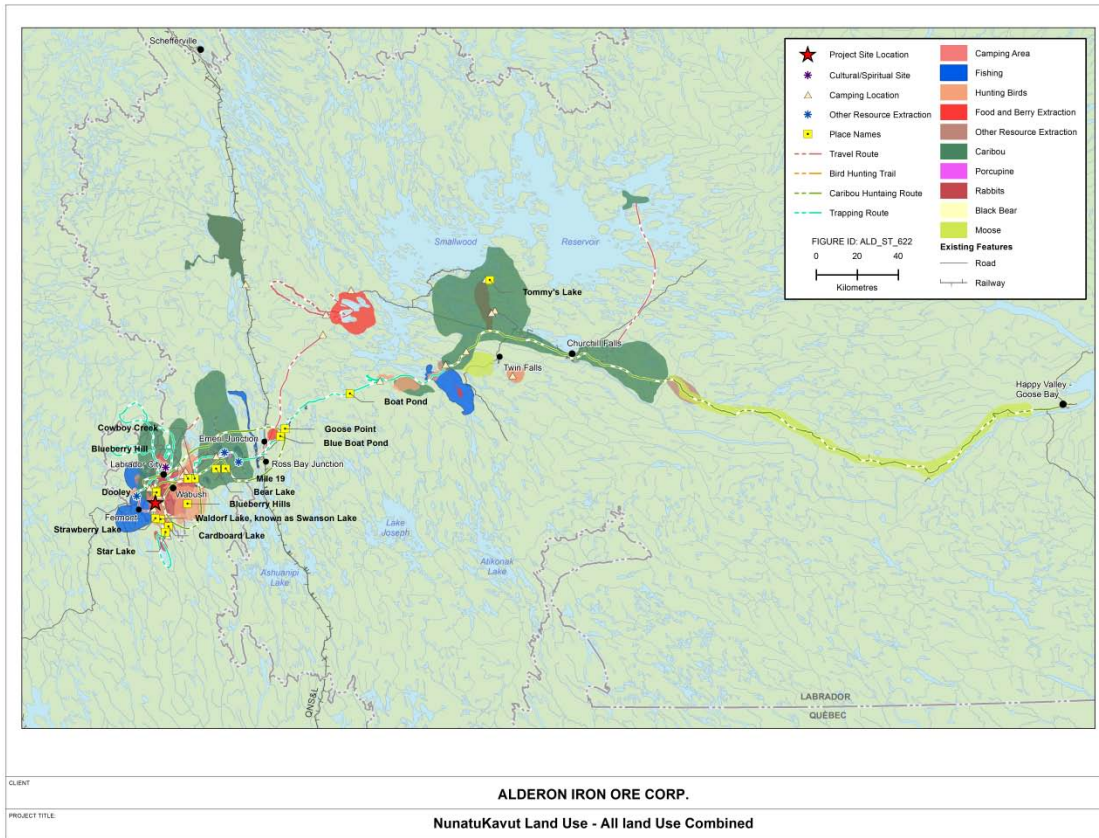 Schefferville
Project Site Location
Cultural/Spiritual Site
Camping Location
Other Resource Extraction
Place Names
Travel Route
Bird Hunting Trail
Caribou Huntaing Route
Trapping Route
FIGURE ID: ALD_ST_622
0 20 40
Kilometres
Camping Area
Fishing
Hunting Birds
Food and Berry Extraction
Other Resource Extraction
Caribou
Porcupine
Rabbits
Black Bear
Moose
Existing Features
Road
Railway
Smallwood Reservoir
Tommy's Lake
Churchill Falls
Twin Falls
Happy Valley -
Goose Bay
Boat Pond
Cowboy Creek
Goose Point
Emeril Junction
Blue Boat Pond
Blueberry Hill
Labrador City
Ross Bay Junction
Mile 19
Dooley
Wabush
Bear Lake
Blueberry Hills
Fermont
Waldorf Lake, known as Swanson Lake
Strawberry Lake
Cardboard Lake
Star Lake
Lake
Joseph
Atikonak
Lake
Ashuanipi
Lake
QNS&L
LABRADOR
QUÉBEC
CLIENT
ALDERON IRON ORE CORP.
PROJECT TITLE:
NunatuKavut Land Use - All land Use Combined